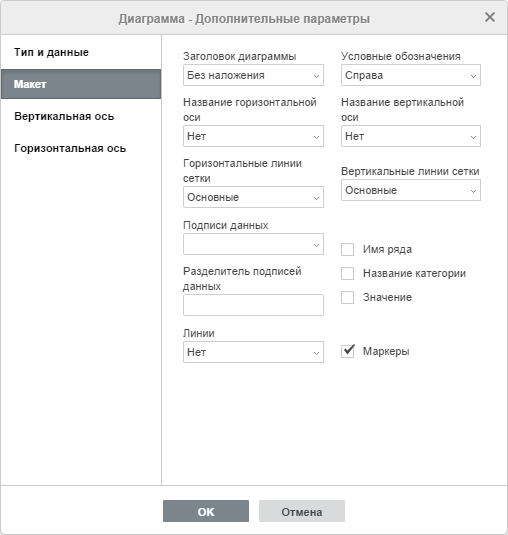 Диаграмма - Дополнительные параметры
Тип и данные
Макет
Вертикальная ось
Горизонтальная ось
Заголовок диаграммы
Без наложения
Условные обозначения
Справа
Название горизонтальной
оси
Нет
Название вертикальной
оси
Нет
Горизонтальные линии
сетки
Основные
Вертикальные линии сетки
Основные
Подписи данных
Имя ряда
Название категории
Значение
Разделитель подписей
данных
Линии
Нет
Маркеры
OK
Отмена